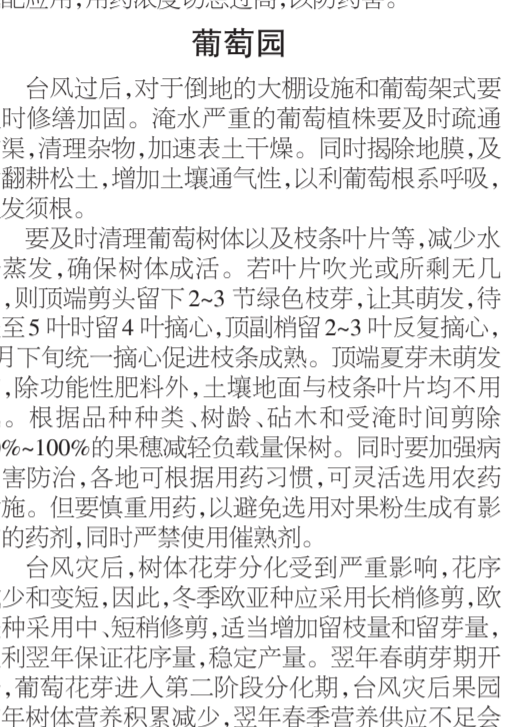 配应用,用药浓度切忌过高,以防药害。
葡萄园
台风过后,对于倒地的大棚设施和葡萄架式要
时修缮加固。淹水严重的葡萄植株要及时疏通
渠,清理杂物,加速表土干燥。同时揭除地膜,及
翻耕松土,增加土壤通气性,以利葡萄根系呼吸,
发须根。
要及时清理葡萄树体以及枝条叶片等,减少水
蒸发,确保树体成活。若叶片吹光或所剩无几
,则顶端剪头留下2~3节绿色枝芽,让其萌发,待
至5叶时留4叶摘心,顶副梢留2~3叶反复摘心,
月下旬统一摘心促进枝条成熟。顶端夏芽未萌发
,除功能性肥料外,土壤地面与枝条叶片均不用
。根据品种种类、树龄、砧木和受淹时间剪除
0%~100%的果穗减轻负载量保树。同时要加强病
害防治,各地可根据用药习惯,可灵活选用农药
施。但要慎重用药,以避免选用对果粉生成有影
的药剂,同时严禁使用催熟剂。
台风灾后,树体花芽分化受到严重影响,花序
少和变短,因此,冬季欧亚种应采用长梢修剪,欧
种采用中、短稍修剪,适当增加留枝量和留芽量,
利翌年保证花序量,稳定产量。翌年春萌芽期开
,葡萄花芽进入第二阶段分化期,台风灾后果园
年树体营养积累减少,翌年春季营养供应不足会